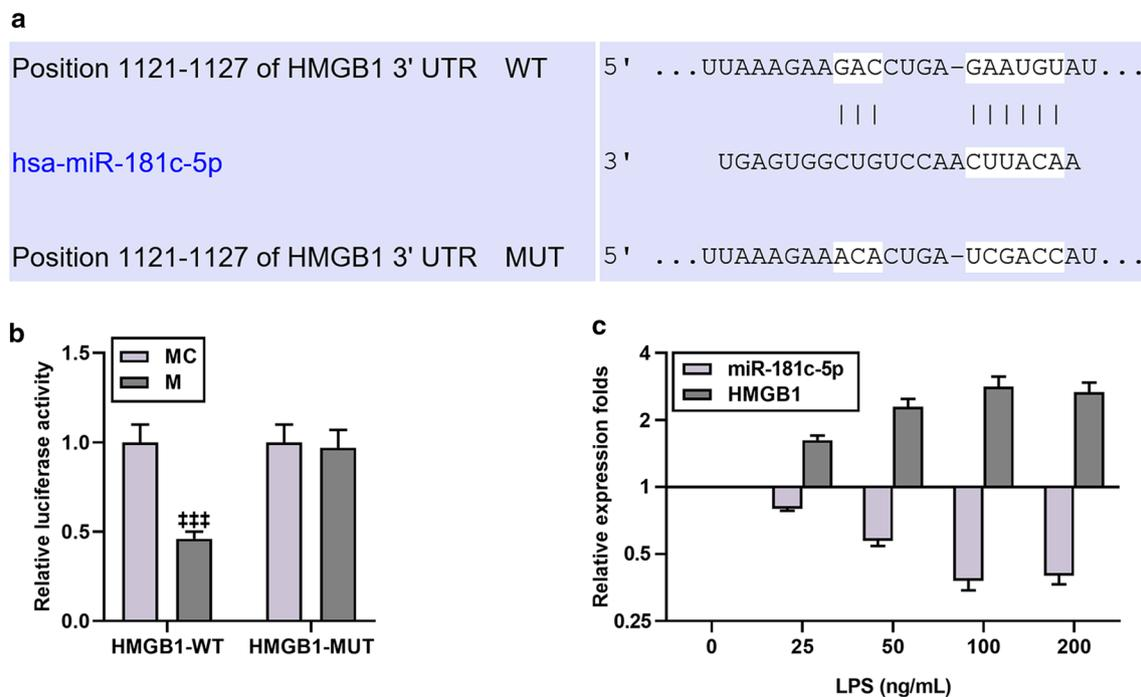 a
Position 1121-1127 of HMGB1 3' UTR WT 5' ...UUAAAGAAGACCUGA-GAAUGUAU...
hsa-miR-181c-5p 3' UGAGUGGCUGUCCAACUUACAA
Position 1121-1127 of HMGB1 3' UTR MUT 5' ...UUAAAGAAACACUGA-UCGACCAU...
b
Relative luciferase activity
1.5
1.0
0.5
0.0
MC
M
‡‡‡
HMGB1-WT HMGB1-MUT
c
Relative expression folds
4
2
1
0.5
0.25
miR-181c-5p
HMGB1
0 25 50 100 200
LPS (ng/mL)